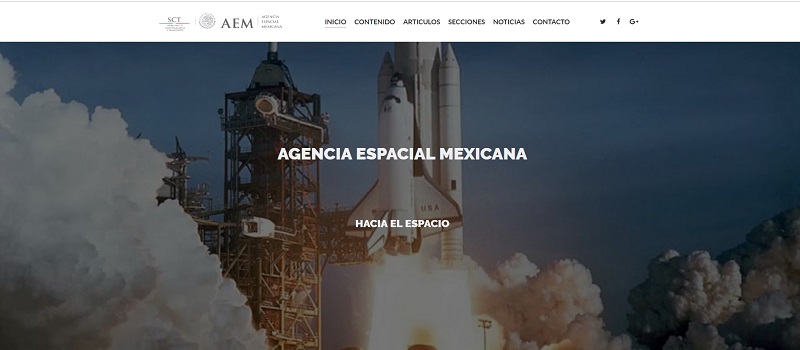 SCT
AEM
AGENCIA
ESPACIAL
MEXICANA
INICIO CONTENIDO ARTICULOS SECCIONES NOTICIAS CONTACTO
G+
AGENCIA ESPACIAL MEXICANA
USA
HACIA EL ESPACIO